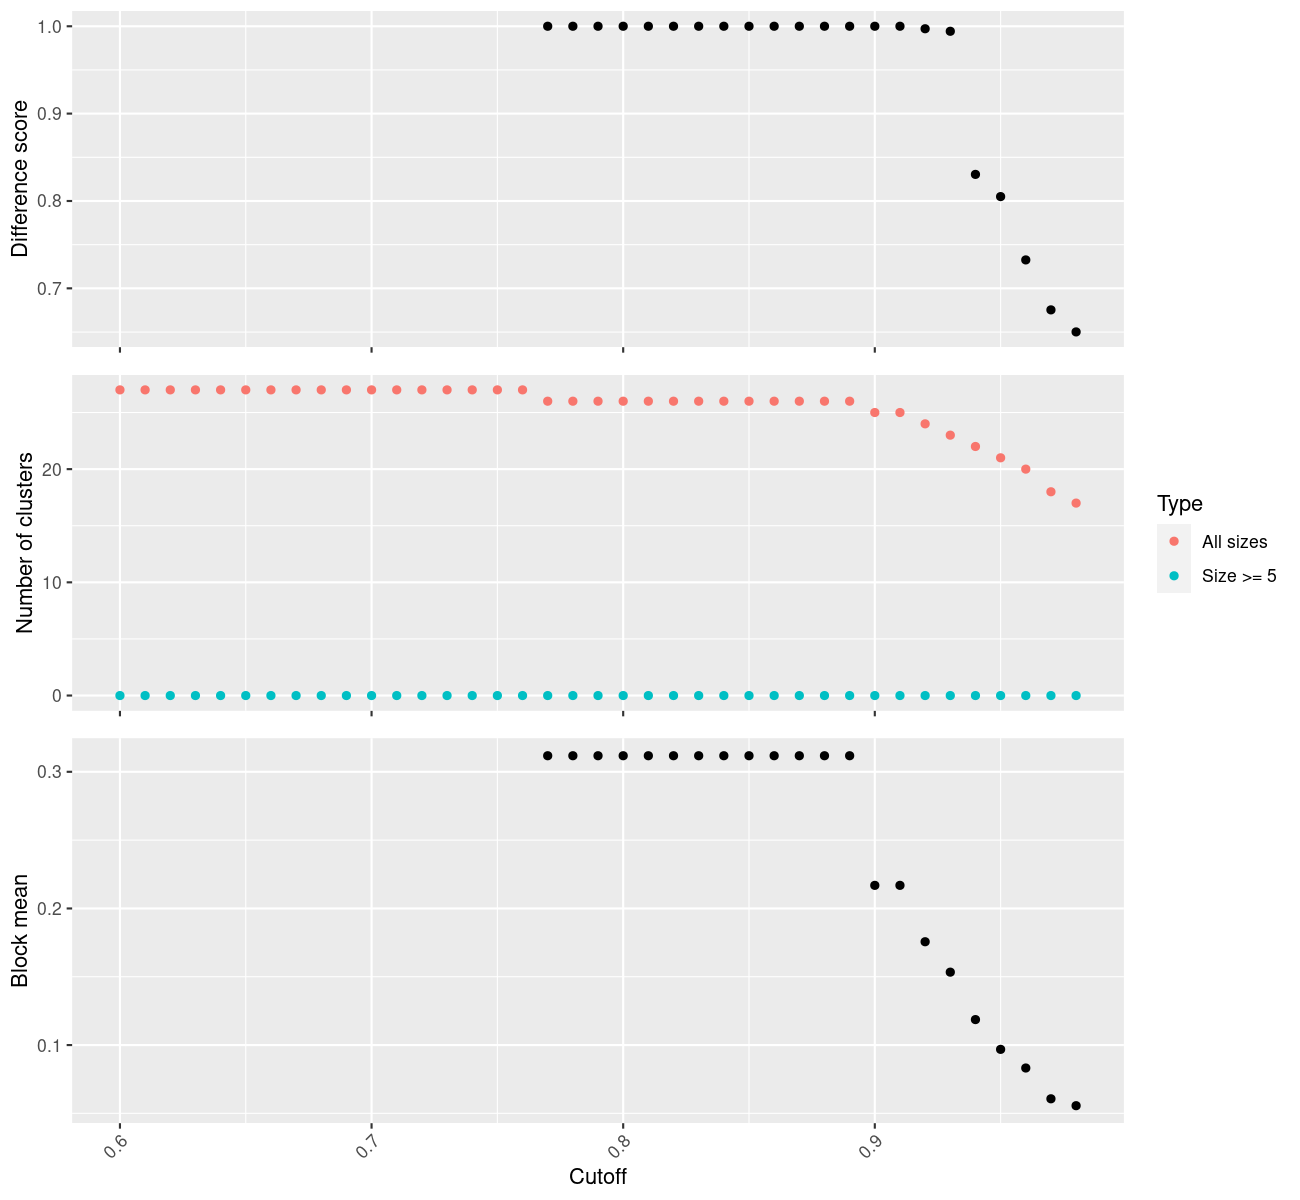 Difference score
1.0
0.9
0.8
0.7
Number of clusters
20
10
0
Type
All sizes
Size >= 5
Block mean
0.3
0.2
0.1
0.6
0.7
0.8
0.9
Cutoff